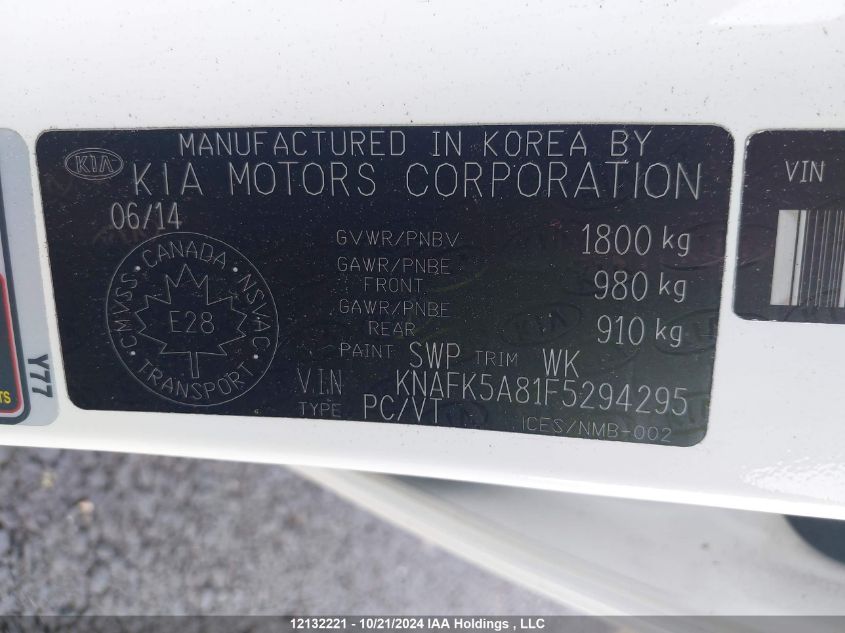 MANUFACTURED IN KOREA BY
KIA KIA MOTORS CORPORATION
06/14
GVWR/PNBV 1800 kg
GAWR/PNBE FRONT 980 kg
GAWR/PNBE REAR 910 kg
PAINT SWP TRIM WK
V.I.N KNAFK5A81F5294295
TYPE PC/VT
ICES/NMB-002
CANADA · NSVAC · TRANSPORT · CMVSS
E28
VIN
Y77
TS
12132221 - 10/21/2024 IAA Holdings , LLC